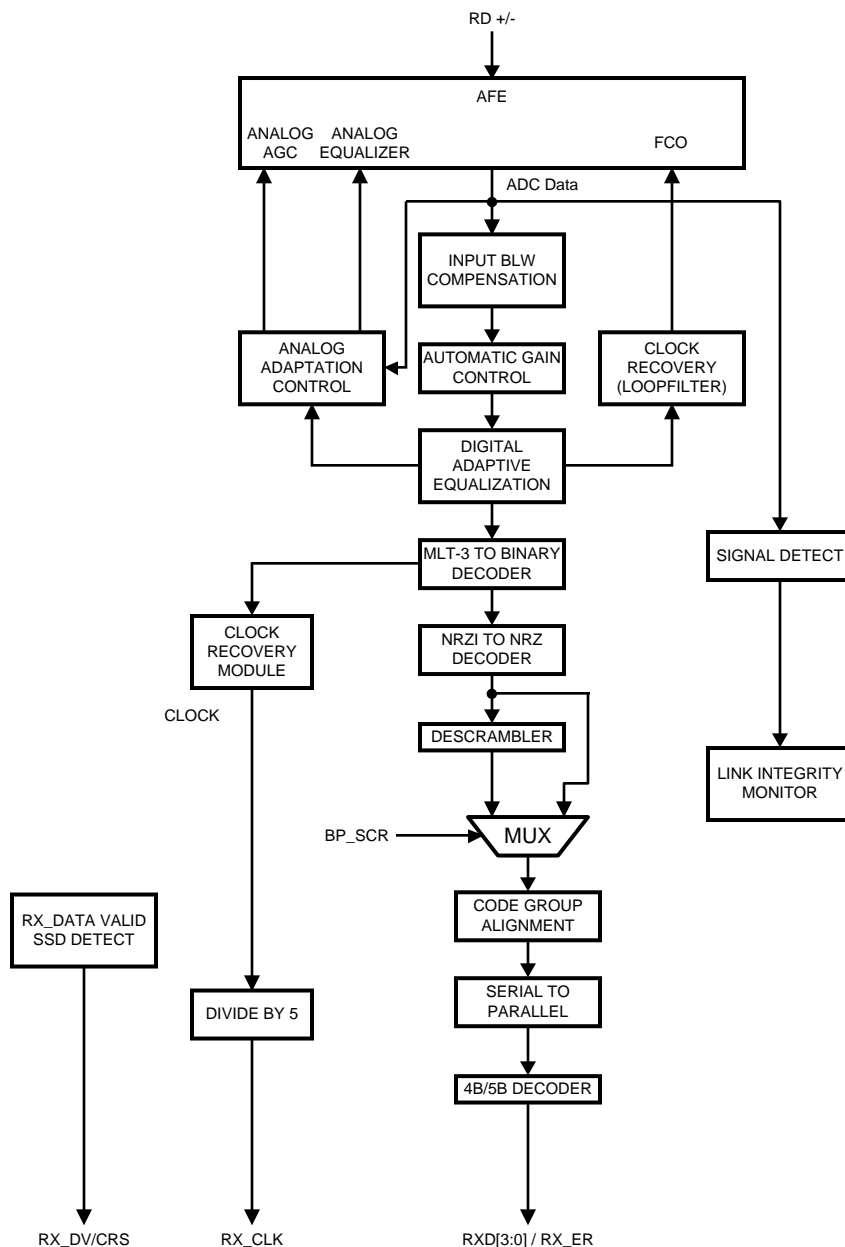 RD +/-
AFE
ANALOG
AGC
ANALOG
EQUALIZER
FCO
ADC Data
INPUT BLW
COMPENSATION
ANALOG
ADAPTATION
CONTROL
AUTOMATIC GAIN
CONTROL
CLOCK
RECOVERY
(LOOPFILTER)
DIGITAL
ADAPTIVE
EQUALIZATION
MLT-3 TO BINARY
DECODER
SIGNAL DETECT
CLOCK
RECOVERY
MODULE
NRZI TO NRZ
DECODER
CLOCK
DESCRAMBLER
LINK INTEGRITY
MONITOR
BP_SCR
MUX
RX_DATA VALID
SSD DETECT
CODE GROUP
ALIGNMENT
DIVIDE BY 5
SERIAL TO
PARALLEL
4B/5B DECODER
RX_DV/CRS
RX_CLK
RXD[3:0] / RX_ER